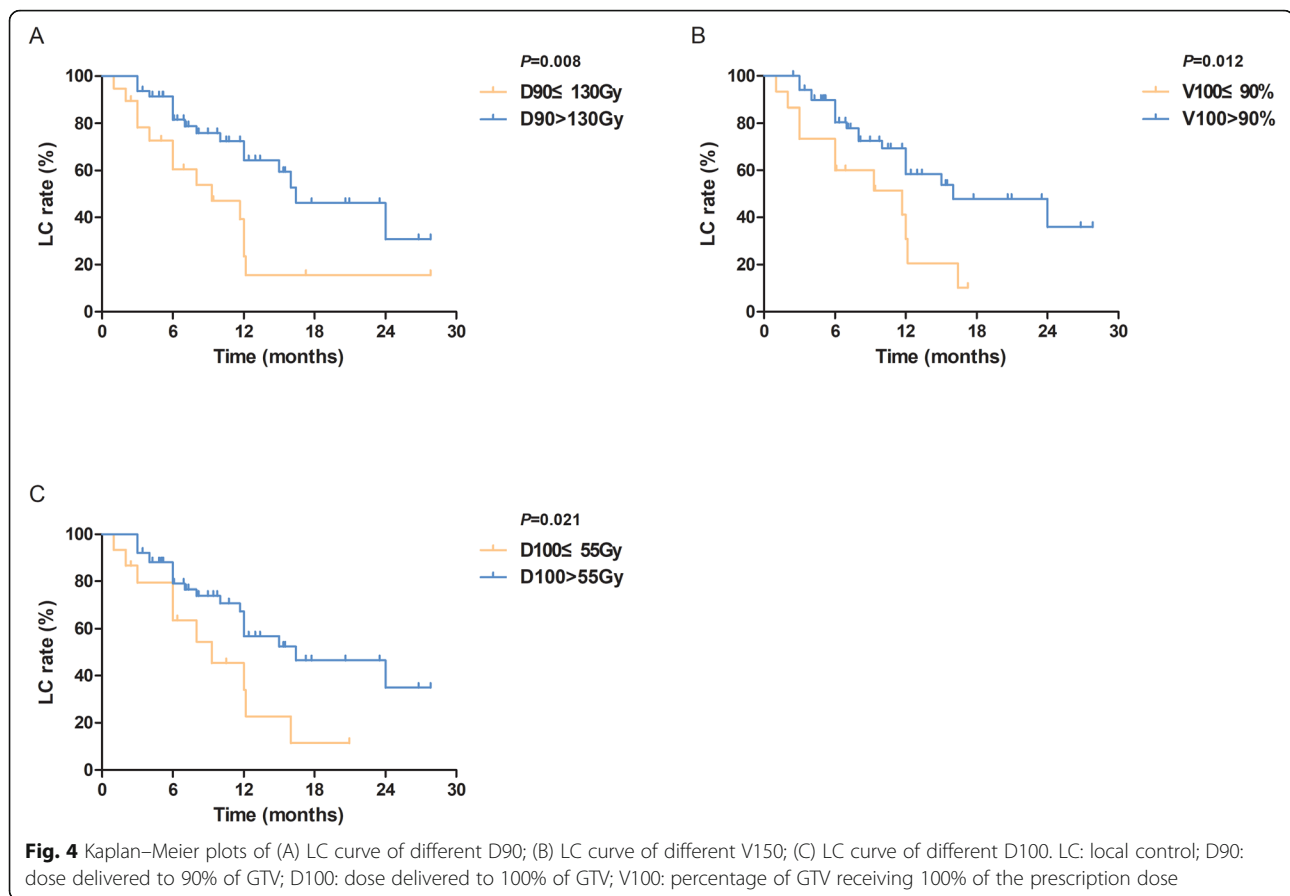 A
P=0.008
D90≤ 130Gy
D90>130Gy
LC rate (%)
100
80
60
40
20
0
0 6 12 18 24 30
Time (months)
B
P=0.012
V100≤ 90%
V100>90%
LC rate (%)
100
80
60
40
20
0
0 6 12 18 24 30
Time (months)
C
P=0.021
D100≤ 55Gy
D100>55Gy
LC rate (%)
100
80
60
40
20
0
0 6 12 18 24 30
Time (months)
Fig. 4 Kaplan–Meier plots of (A) LC curve of different D90; (B) LC curve of different V150; (C) LC curve of different D100. LC: local control; D90:
dose delivered to 90% of GTV; D100: dose delivered to 100% of GTV; V100: percentage of GTV receiving 100% of the prescription dose